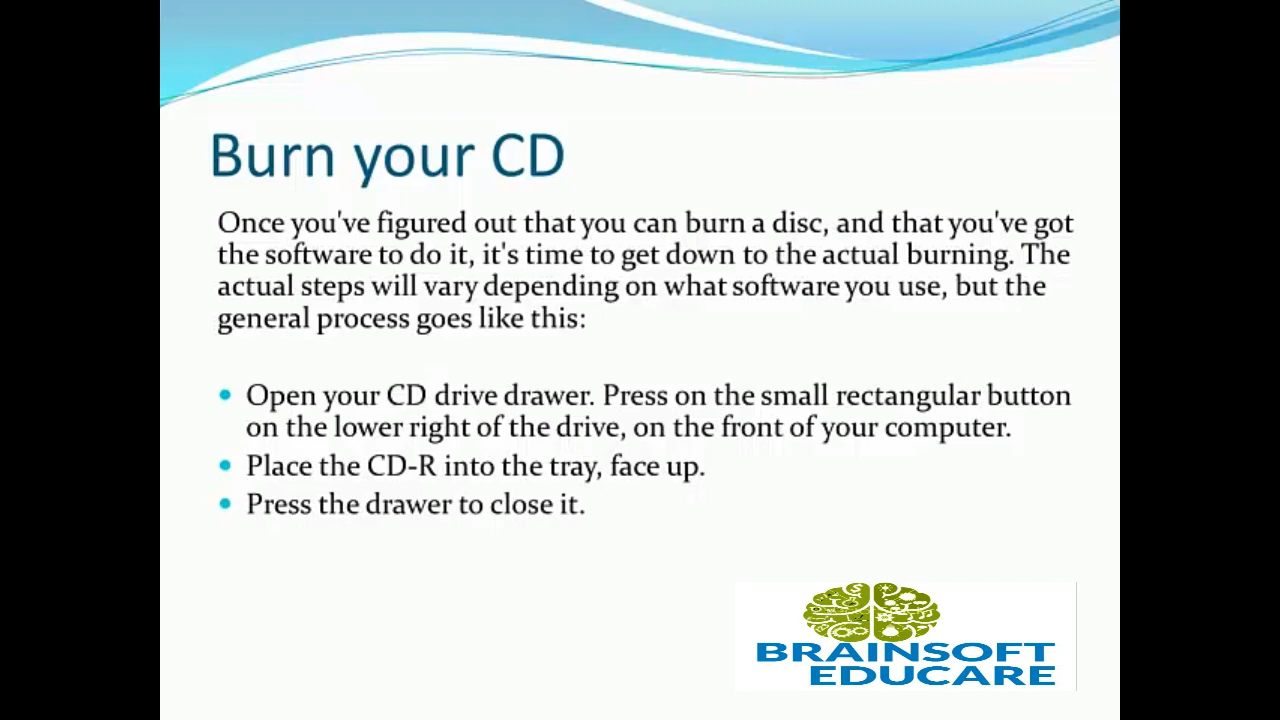 Burn your CD
Once you've figured out that you can burn a disc, and that you've got
the software to do it, it's time to get down to the actual burning. The
actual steps will vary depending on what software you use, but the
general process goes like this:
• Open your CD drive drawer. Press on the small rectangular button
on the lower right of the drive, on the front of your computer.
• Place the CD-R into the tray, face up.
• Press the drawer to close it.
BRAINSOFT
EDUCARE